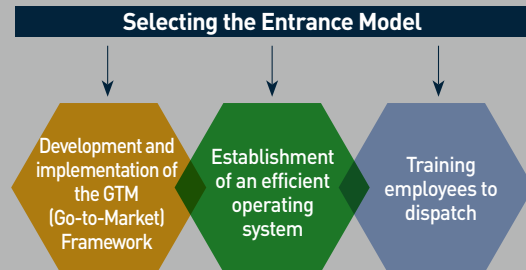 Selecting the Entrance Model
Development and
implementation of
the GTM
(Go-to-Market)
Framework
Establishment
of an efficient
operating
system
Training
employees to
dispatch